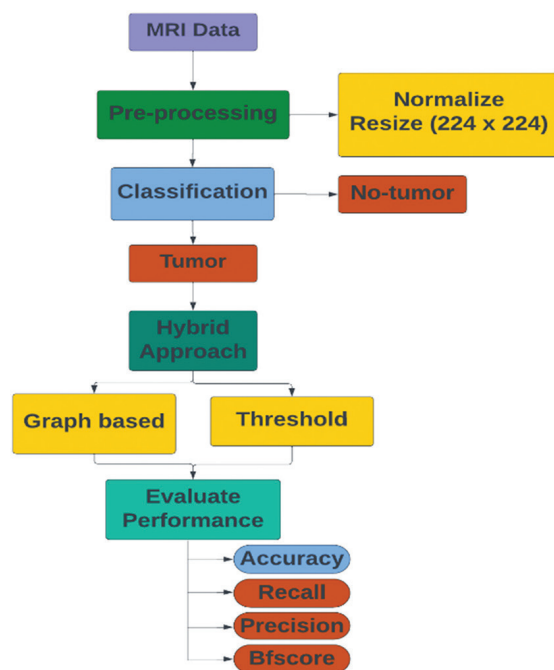 MRI Data
Pre-processing
Normalize
Resize (224 x 224)
Classification
No-tumor
Tumor
Hybrid
Approach
Graph based
Threshold
Evaluate
Performance
Accuracy
Recall
Precision
Bfscore